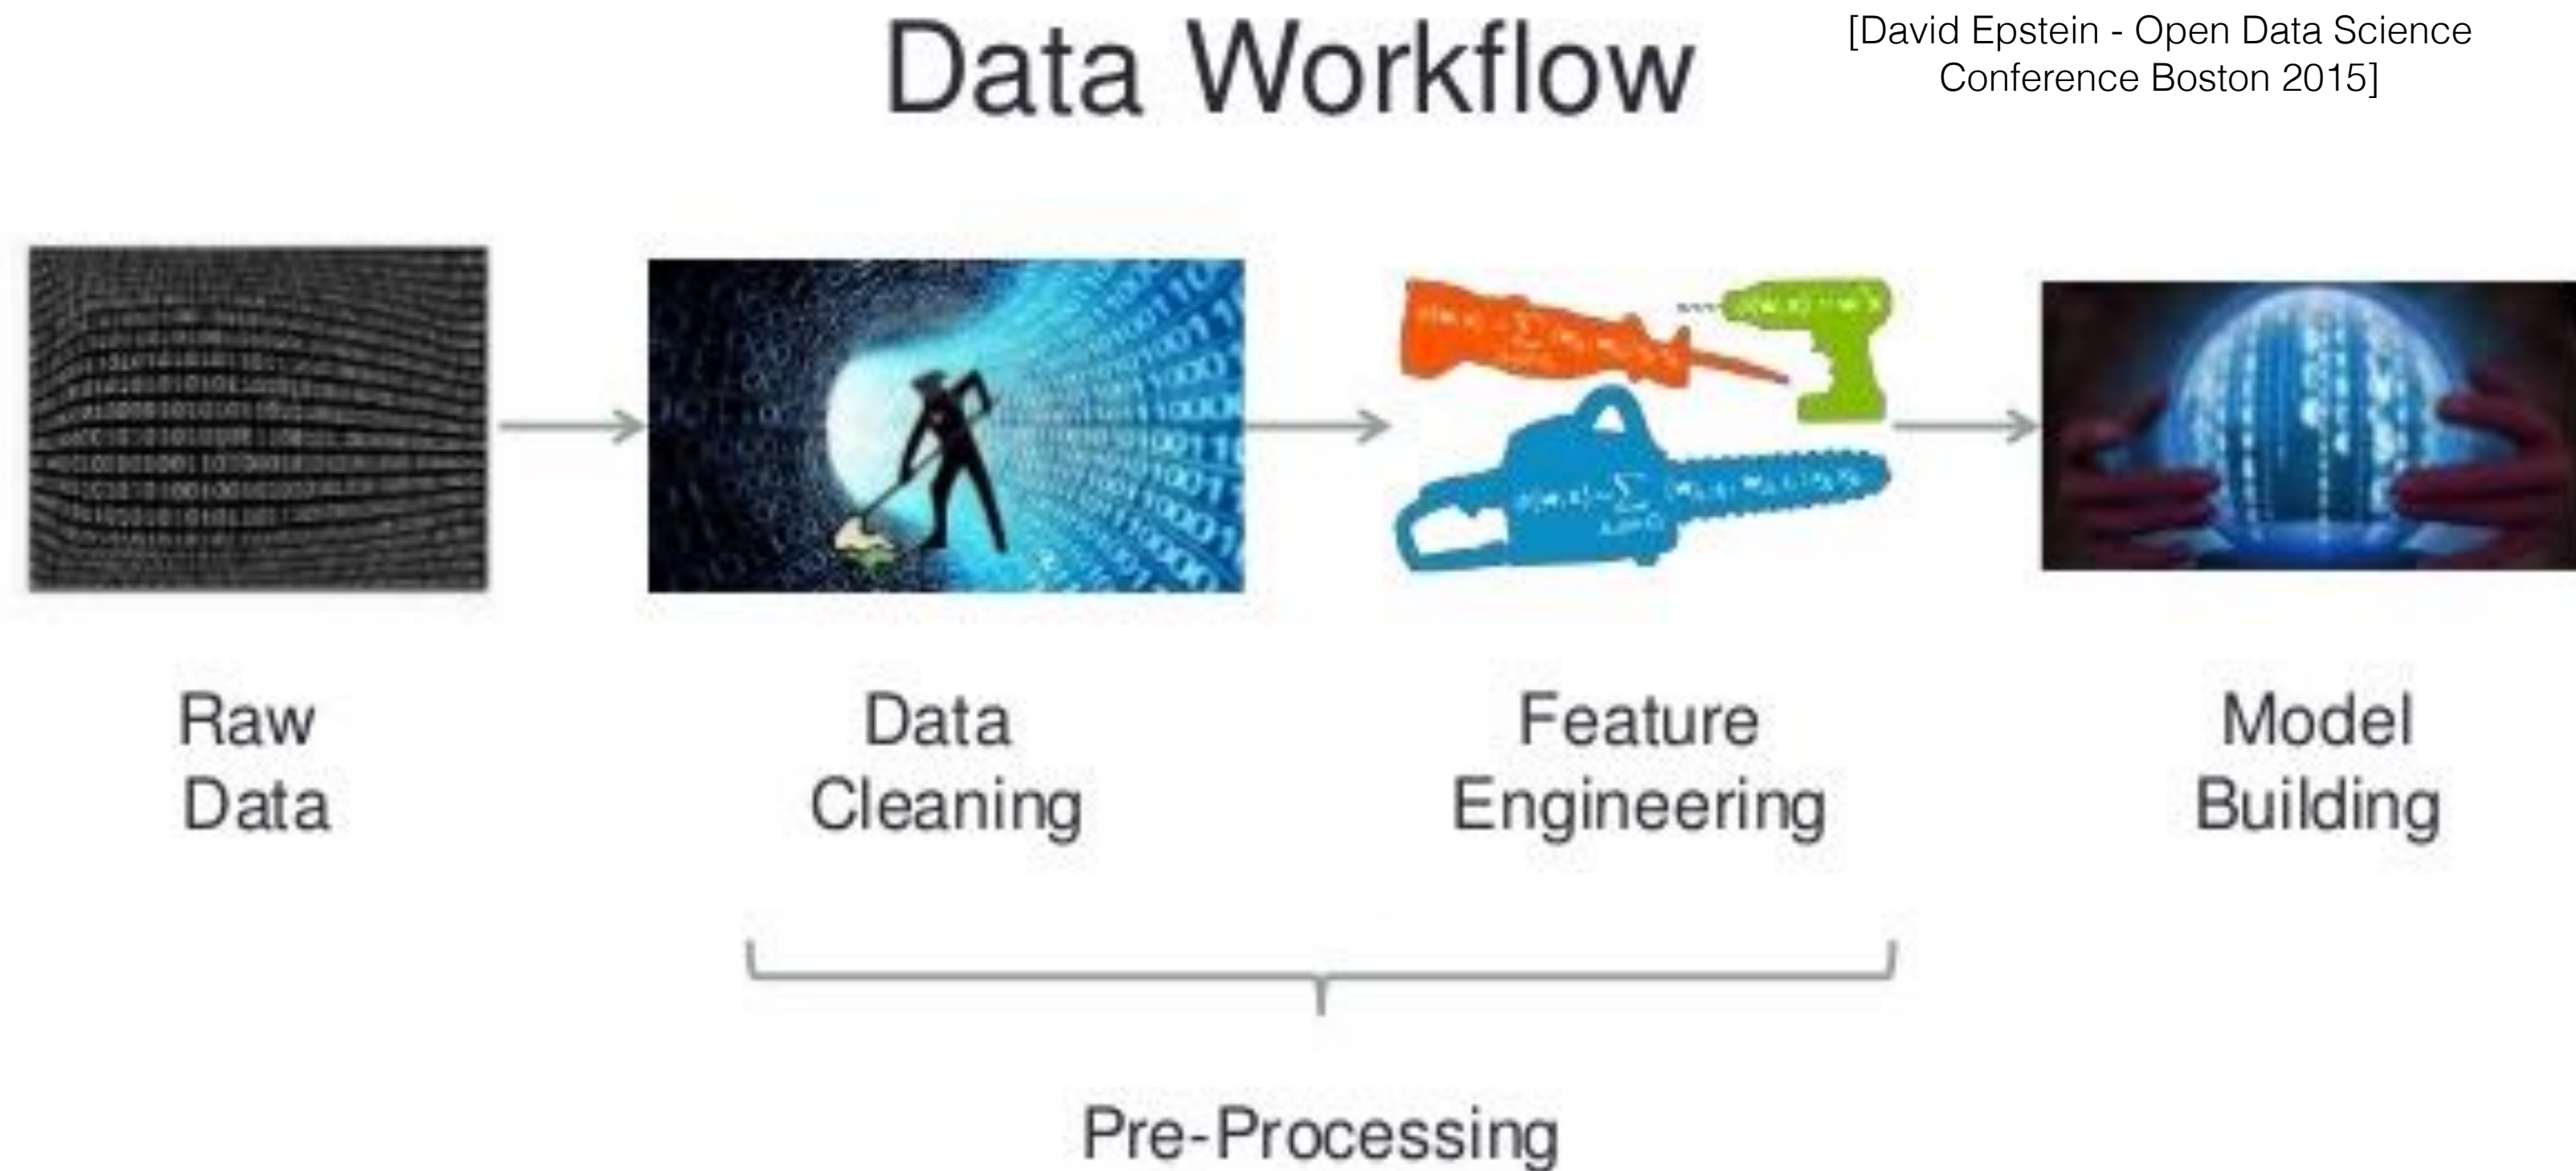 Data Workflow
[David Epstein - Open Data Science
Conference Boston 2015]
Raw
Data
Data
Cleaning
Feature
Engineering
Model
Building
Pre-Processing